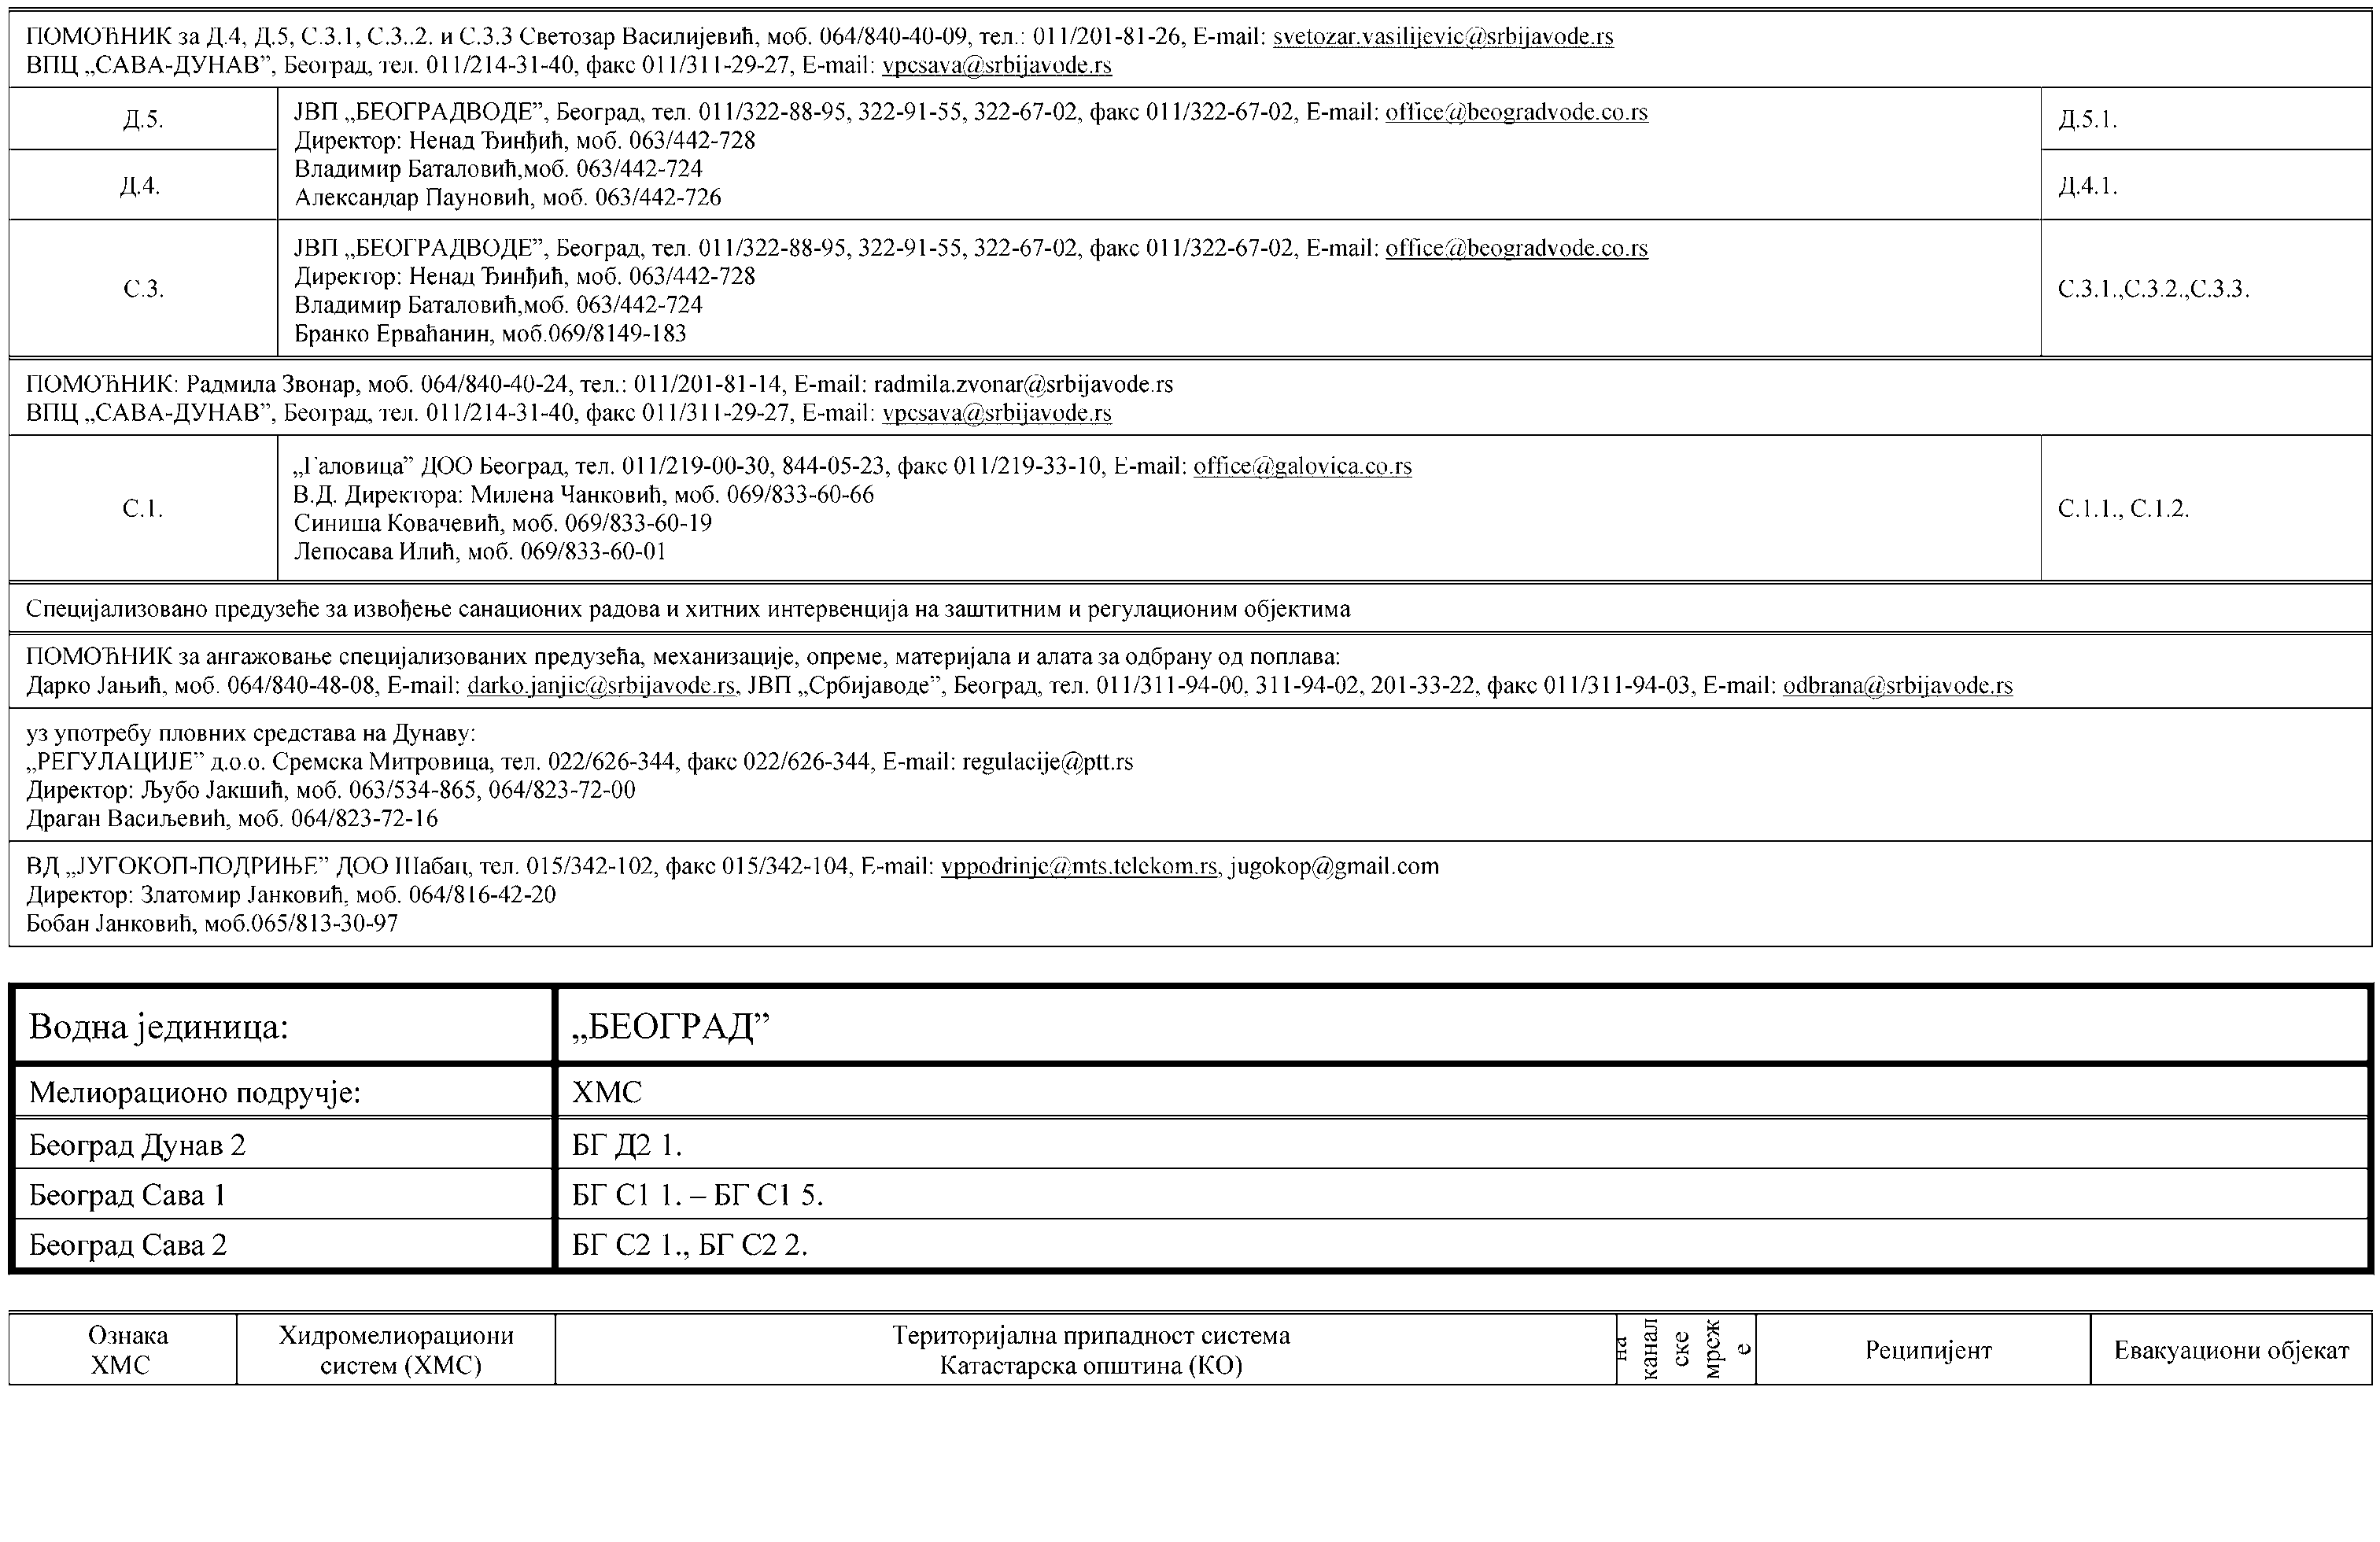 ПОМОЋНИК за Д.4, Д.5, С.3.1, С.3..2. и С.3.3 Светозар Василијевић, моб. 064/840-40-09, тел.: 011/201-81-26, E-mail: svetozar.vasilijevic@srbijavode.rs
ВПЦ „САВА-ДУНАВ”, Београд, тел. 011/214-31-40, факс 011/311-29-27, E-mail: vpcsava@srbijavode.rs
Д.5.
Д.4.
ЈВП „БЕОГРАДВОДЕ”, Београд, тел. 011/322-88-95, 322-91-55, 322-67-02, факс 011/322-67-02, E-mail: office@beogradvode.co.rs
Директор: Ненад Ђинђић, моб. 063/442-728
Владимир Баталовић,моб. 063/442-724
Александар Пауновић, моб. 063/442-726
Д.5.1.
Д.4.1.
С.3.
ЈВП „БЕОГРАДВОДЕ”, Београд, тел. 011/322-88-95, 322-91-55, 322-67-02, факс 011/322-67-02, E-mail: office@beogradvode.co.rs
Директор: Ненад Ђинђић, моб. 063/442-728
Владимир Баталовић,моб. 063/442-724
Бранко Ерваћанин, моб.069/8149-183
С.3.1.,С.3.2.,С.3.3.
ПОМОЋНИК: Радмила Звонар, моб. 064/840-40-24, тел.: 011/201-81-14, E-mail: radmila.zvonar@srbijavode.rs
ВПЦ „САВА-ДУНАВ”, Београд, тел. 011/214-31-40, факс 011/311-29-27, E-mail: vpcsava@srbijavode.rs
С.1.
„Галовица” ДОО Београд, тел. 011/219-00-30, 844-05-23, факс 011/219-33-10, E-mail: office@galovica.co.rs
В.Д. Директора: Милена Чанковић, моб. 069/833-60-66
Синиша Ковачевић, моб. 069/833-60-19
Лепосава Илић, моб. 069/833-60-01
С.1.1., С.1.2.
Специјализовано предузеће за извођење санационих радова и хитних интервенција на заштитним и регулационим објектима
ПОМОЋНИК за ангажовање специјализованих предузећа, механизације, опреме, материјала и алата за одбрану од поплава:
Дарко Јањић, моб. 064/840-48-08, E-mail: darko.janjic@srbijavode.rs, ЈВП „Србијаводе”, Београд, тел. 011/311-94-00, 311-94-02, 201-33-22, факс 011/311-94-03, E-mail: odbrana@srbijavode.rs
уз употребу пловних средстава на Дунаву:
„РЕГУЛАЦИЈЕ” д.о.о. Сремска Митровица, тел. 022/626-344, факс 022/626-344, E-mail: regulacije@ptt.rs
Директор: Љубо Јакшић, моб. 063/534-865, 064/823-72-00
Драган Васиљевић, моб. 064/823-72-16
ВД „ЈУГОКОП-ПОДРИЊЕ” ДОО Шабац, тел. 015/342-102, факс 015/342-104, E-mail: vppodrinje@mts.telekom.rs, jugokop@gmail.com
Директор: Златомир Јанковић, моб. 064/816-42-20
Бобан Јанковић, моб.065/813-30-97
Водна јединица:
„БЕОГРАД”
Мелиорационо подручје:
ХМС
Београд Дунав 2
БГ Д2 1.
Београд Сава 1
БГ С1 1. – БГ С1 5.
Београд Сава 2
БГ С2 1., БГ С2 2.
Ознака
ХМС
Хидромелиорациони
систем (ХМС)
Територијална припадност система
Катастарска општина (КО)
на
канал
ске
мреж
е
Реципијент
Евакуациони објекат